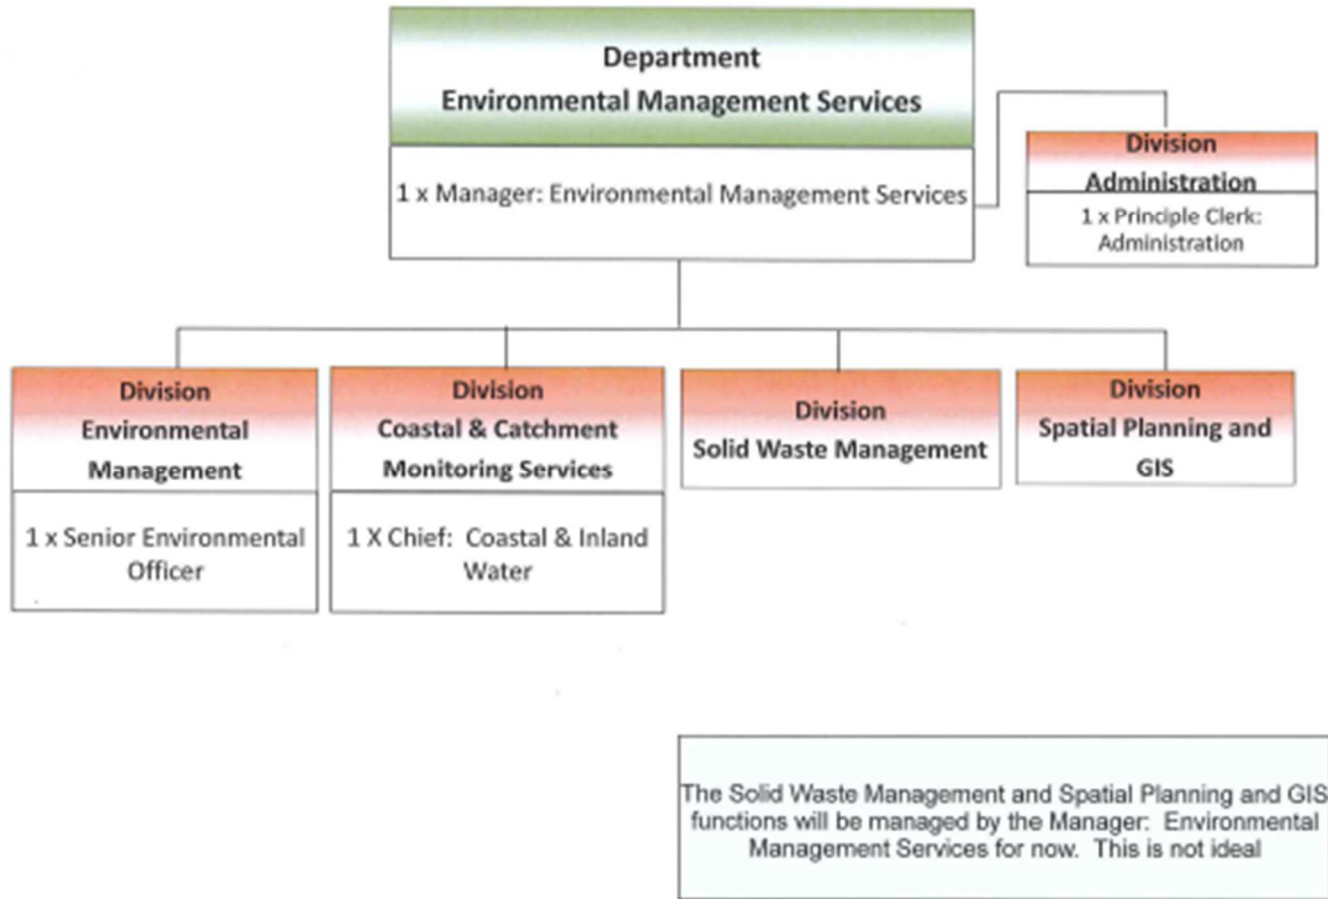 Department
Environmental Management Services
1 x Manager: Environmental Management Services
Division
Administration
1 x Principle Clerk:
Administration
Division
Environmental
Management
1 x Senior Environmental
Officer
Division
Coastal & Catchment
Monitoring Services
1 X Chief: Coastal & Inland
Water
Division
Solid Waste Management
Division
Spatial Planning and
GIS
The Solid Waste Management and Spatial Planning and GIS
functions will be managed by the Manager: Environmental
Management Services for now. This is not ideal